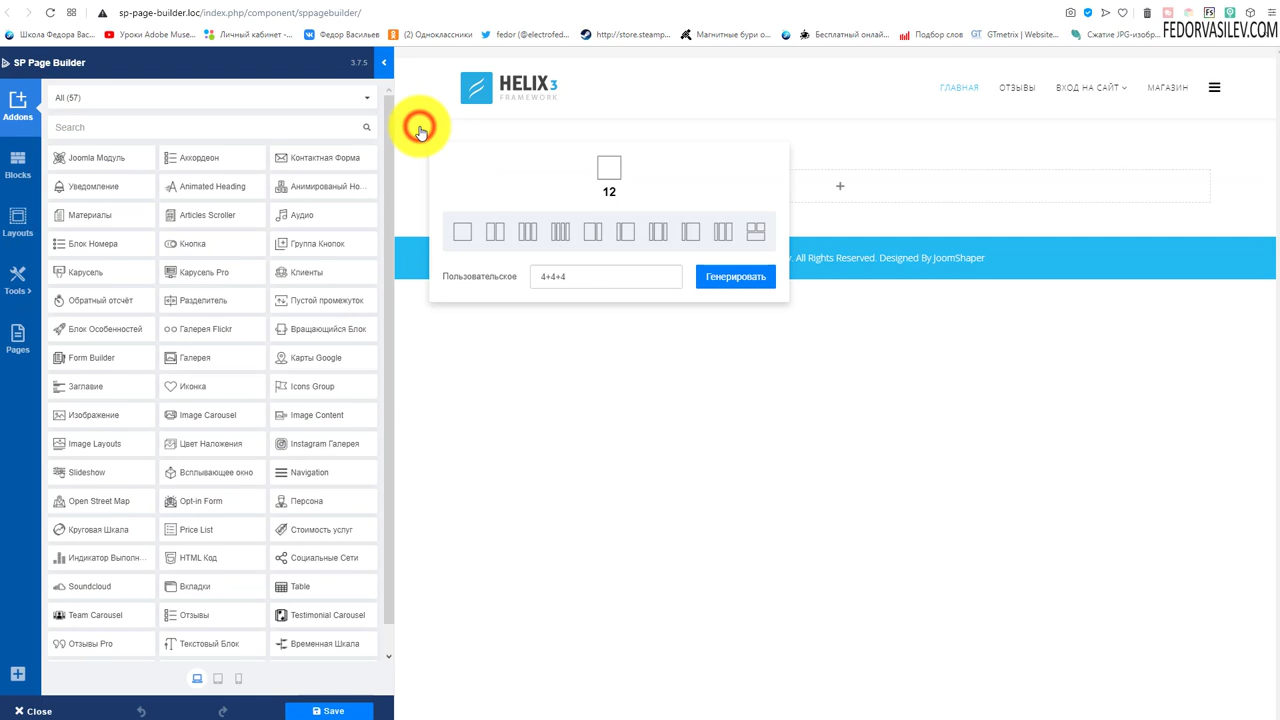 sp-page-builder.loc/index.php/component/sppagebuilder/
FEDORVASILEV.COM
Школа Федора Вас...
Уроки Adobe Muse...
Личный кабинет -...
Федор Васильев
(2) Одноклассники
fedor (@electrofed...
http://store.steamp...
Магнитные бури о...
Бесплатный онлай...
Подбор слов
GTmetrix | Website...
Сжатие JPG-изобр...
SP Page Builder
3.7.5
Addons
Blocks
Layouts
Tools
Pages
All (57)
Search
Joomla Модуль
Аккордеон
Контактная Форма
Уведомление
Animated Heading
Анимированый Но...
Материалы
Articles Scroller
Аудио
Блок Номера
Кнопка
Группа Кнопок
Карусель
Карусель Pro
Клиенты
Обратный отсчёт
Разделитель
Пустой промежуток
Блок Особенностей
Галерея Flickr
Вращающийся Блок
Form Builder
Галерея
Карты Google
Заглавие
Иконка
Icons Group
Изображение
Image Carousel
Image Content
Image Layouts
Цвет Наложения
Instagram Галерея
Slideshow
Всплывающее окно
Navigation
Open Street Map
Opt-in Form
Персона
Круговая Шкала
Price List
Стоимость услуг
Индикатор Выполн...
HTML Код
Социальные Сети
Soundcloud
Вкладки
Table
Team Carousel
Отзывы
Testimonial Carousel
Отзывы Pro
Текстовый Блок
Временная Шкала
Close
Save
HELIX3
FRAMEWORK
ГЛАВНАЯ
ОТЗЫВЫ
ВХОД НА САЙТ
МАГАЗИН
12
Пользовательское
4+4+4
Генерировать
All Rights Reserved. Designed By JoomShaper